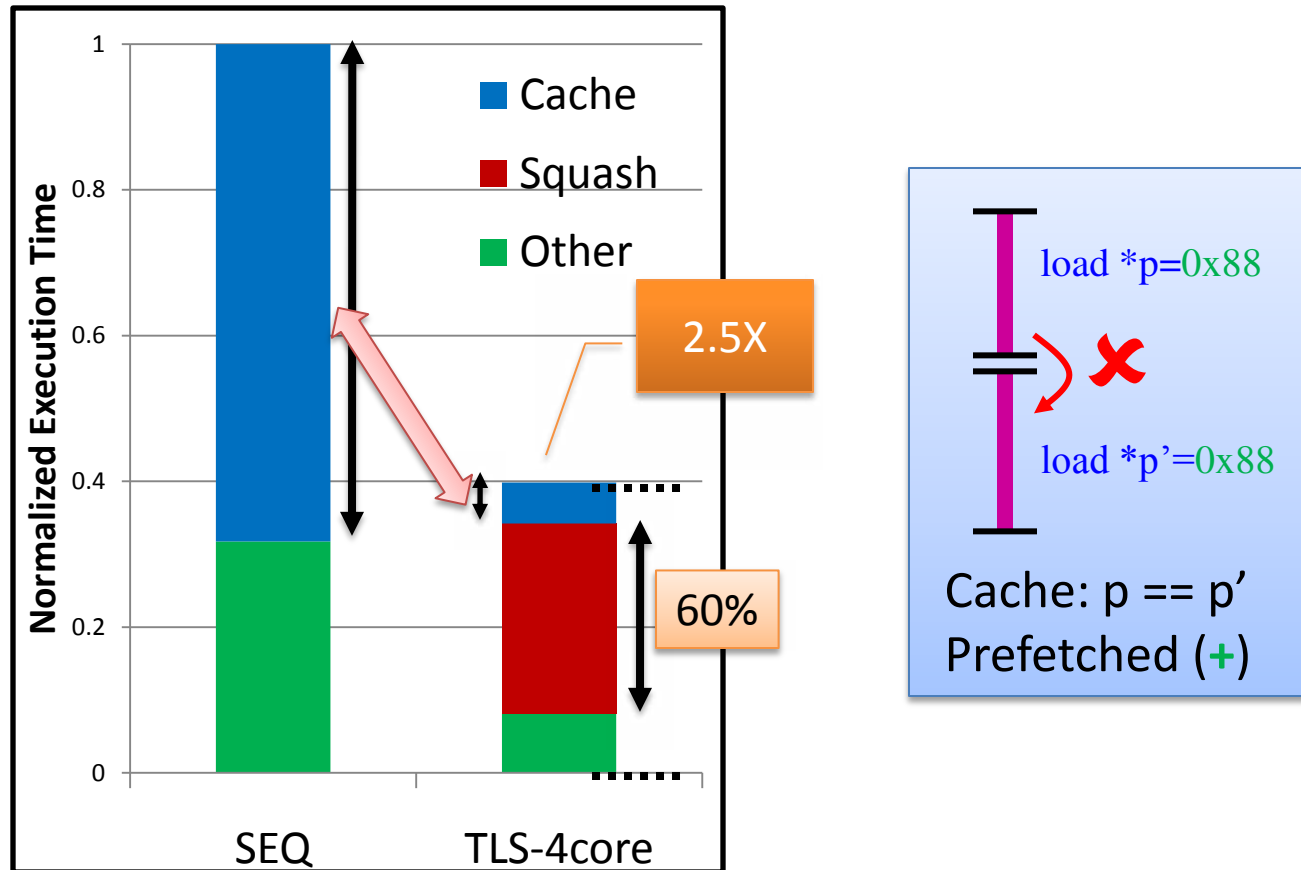 Normalized Execution Time
1
0.8
0.6
0.4
0.2
0
Cache
Squash
Other
2.5X
60%
SEQ
TLS-4core
load *p=0x88
✘
load *p’=0x88
Cache: p == p’
Prefetched (+)